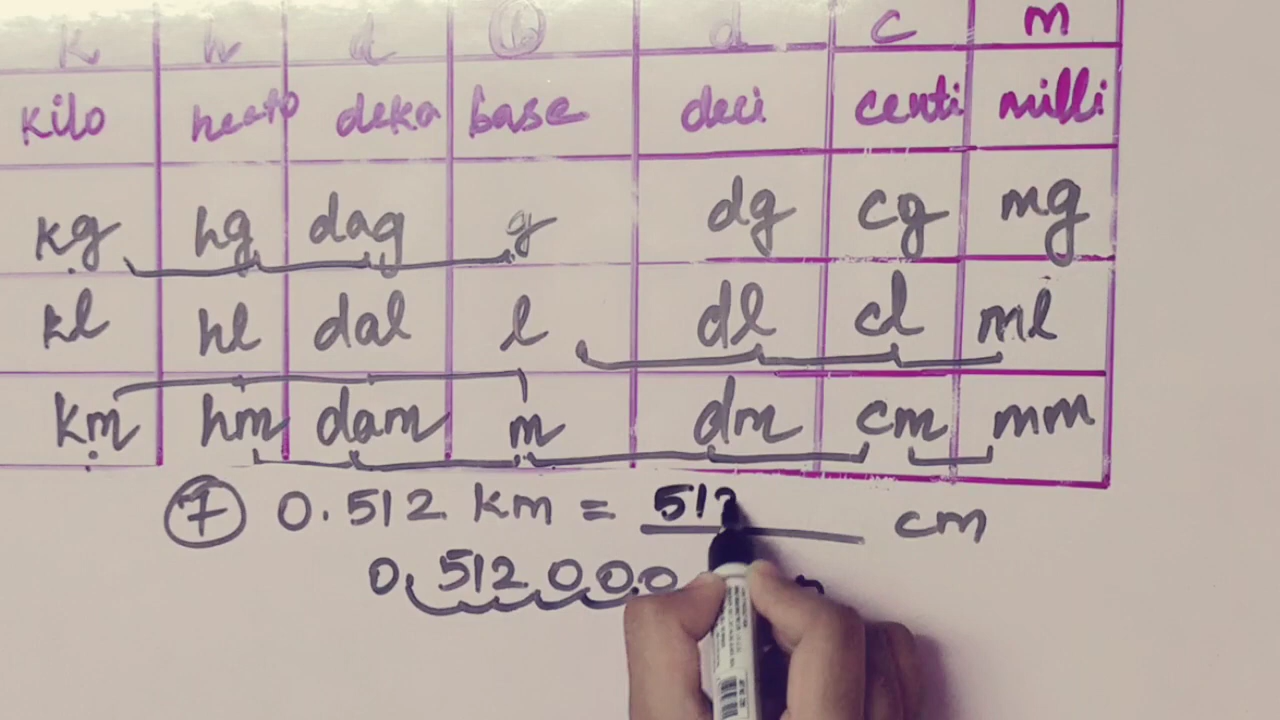 k h d b d c m
kilo hecto deka base deci centi milli
kg hg dag g dg cg mg
kl hl dal l dl cl ml
km hm dam m dm cm mm
7 0.512 km = 512 cm
0.512000